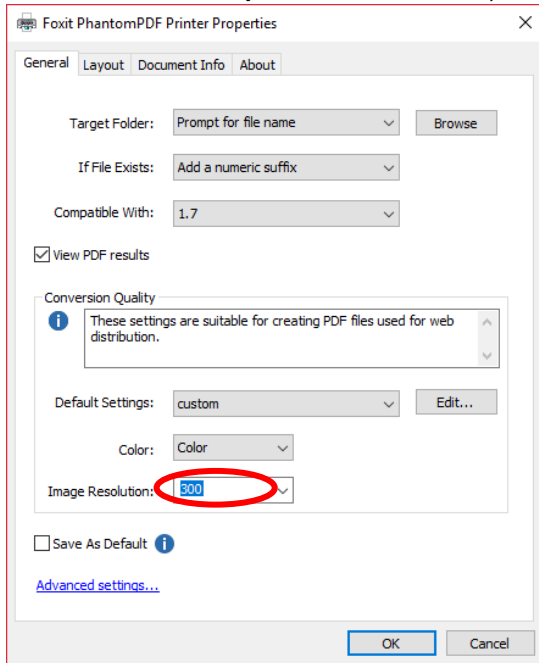 Foxit PhantomPDF Printer Properties
General Layout Document Info About
Target Folder: Prompt for file name Browse
If File Exists: Add a numeric suffix
Compatible With: 1.7
View PDF results
Conversion Quality
These settings are suitable for creating PDF files used for web
distribution.
Default Settings: custom Edit...
Color: Color
Image Resolution: 300
Save As Default
Advanced settings...
OK Cancel